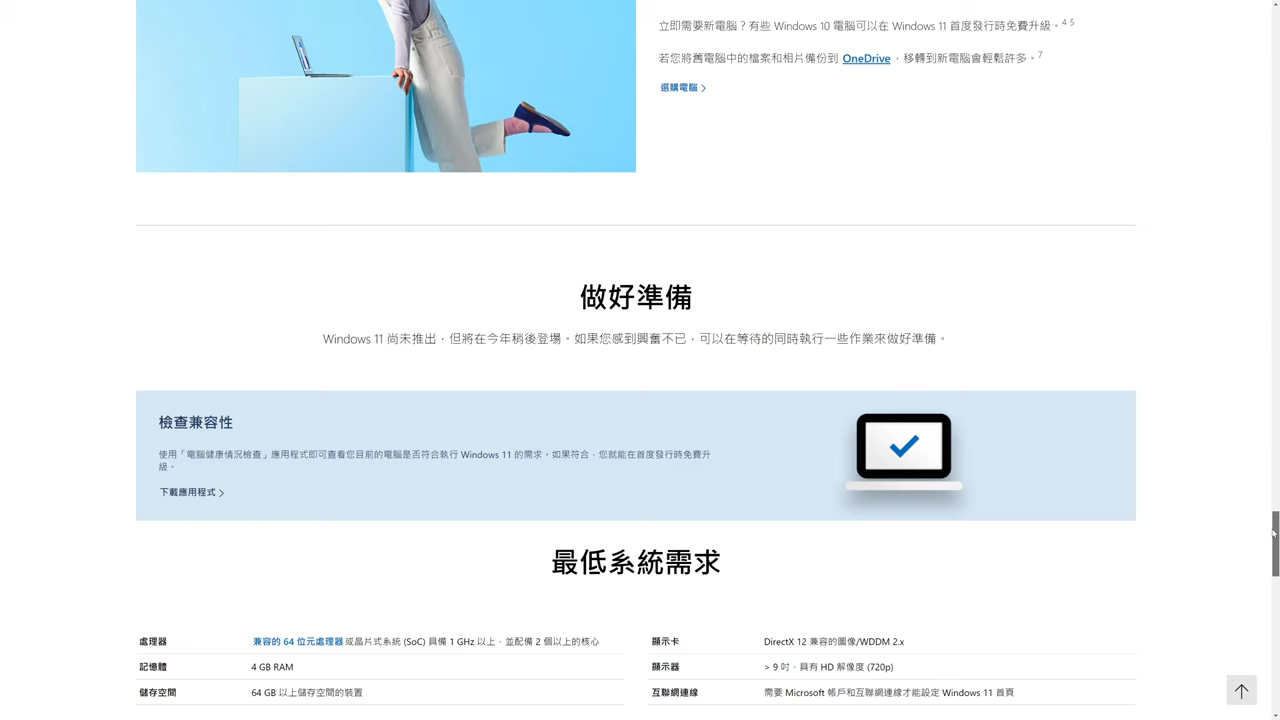 立即需要新電腦？有些 Windows 10 電腦可以在 Windows 11 首度發行時免費升級。4 5
若您將舊電腦中的檔案和相片備份到 OneDrive，移轉到新電腦會輕鬆許多。7
選購電腦 >
做好準備
Windows 11 尚未推出，但將在今年稍後登場。如果您感到興奮不已，可以在等待的同時執行一些作業來做好準備。
檢查兼容性
使用「電腦健康情況檢查」應用程式即可查看您目前的電腦是否符合執行 Windows 11 的需求。如果符合，您就能在首度發行時免費升
級。
下載應用程式 >
最低系統需求
處理器 兼容的 64 位元處理器或晶片式系統 (SoC) 具備 1 GHz 以上，並配備 2 個以上的核心
記憶體 4 GB RAM
儲存空間 64 GB 以上儲存空間的裝置
顯示卡 DirectX 12 兼容的圖像/WDDM 2.x
顯示器 > 9 吋，具有 HD 解像度 (720p)
互聯網連線 需要 Microsoft 帳戶和互聯網連線才能設定 Windows 11 首頁